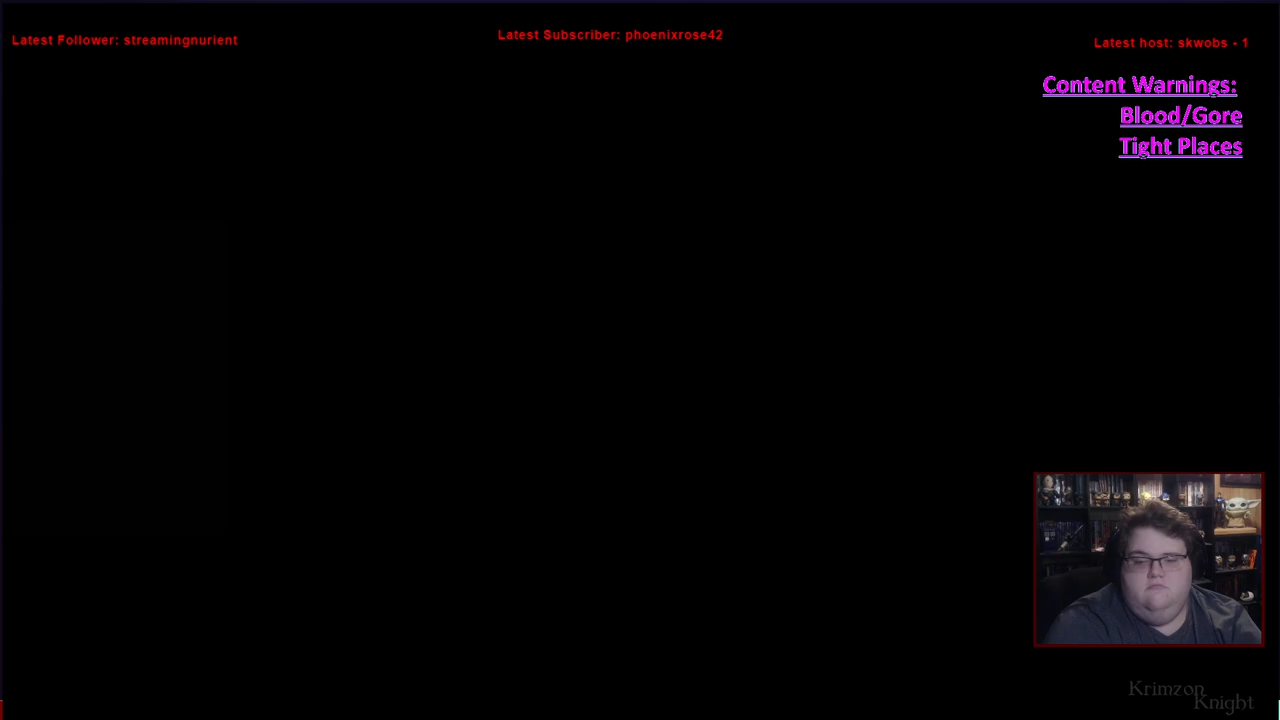 Latest Follower: streamingnurient
Latest Subscriber: phoenixrose42
Latest host: skwobs - 1
Content Warnings:
Blood/Gore
Tight Places
Krimzon
Knight